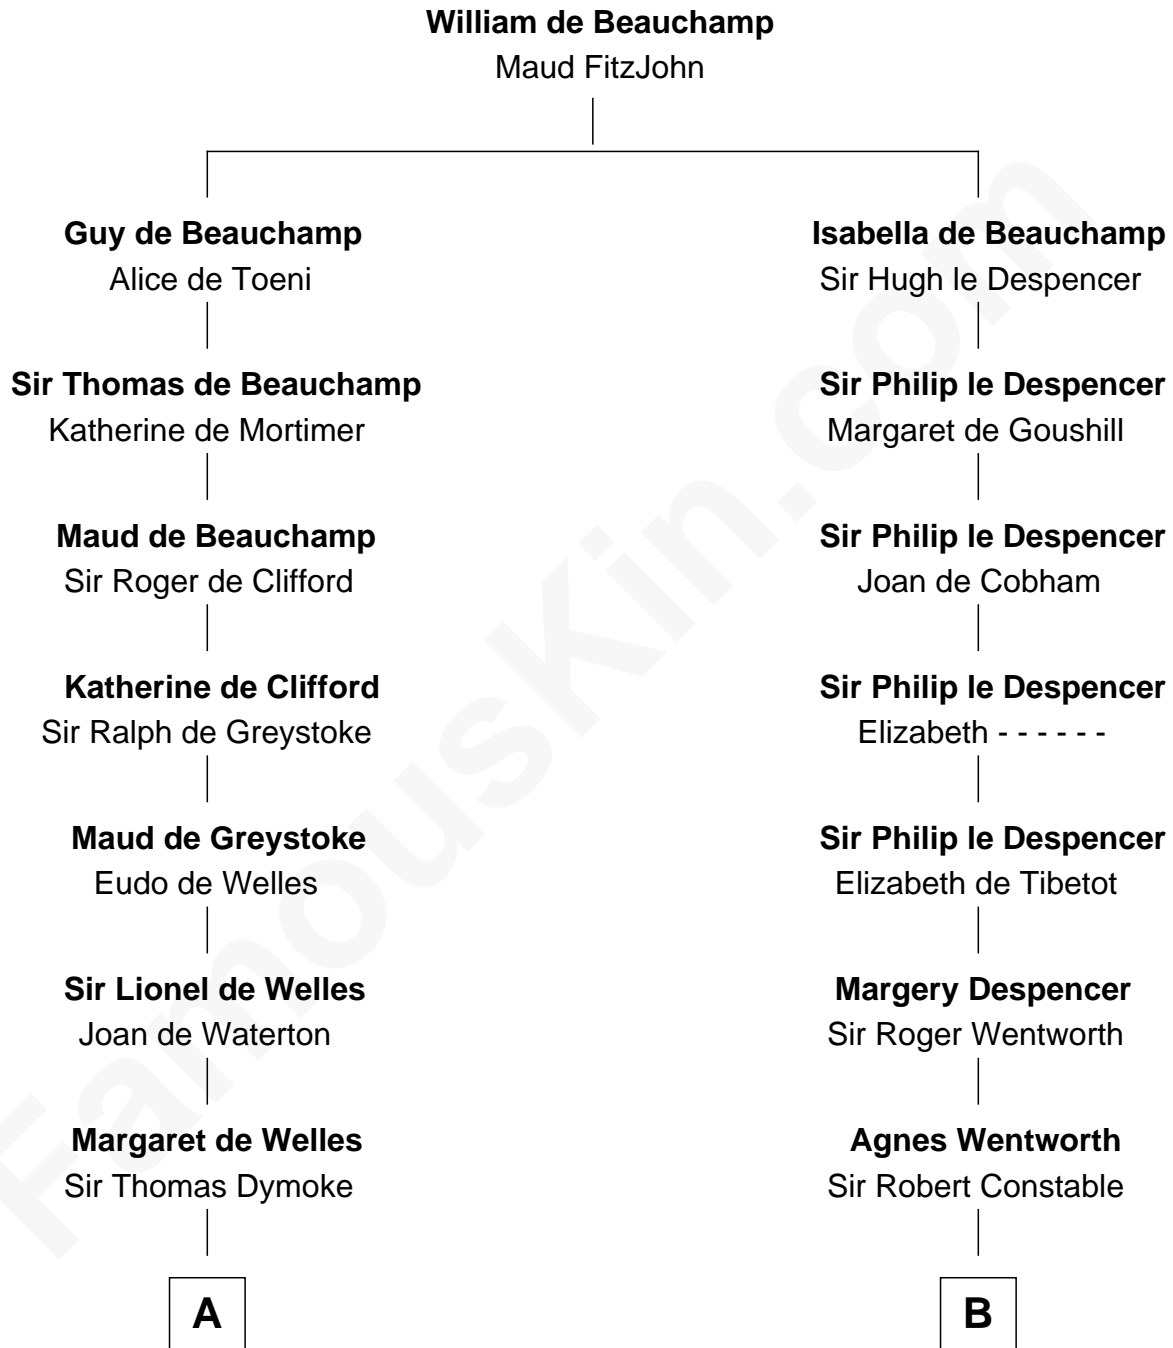 William de Beauchamp
Maud FitzJohn
Guy de Beauchamp
Alice de Toeni
Isabella de Beauchamp
Sir Hugh le Despencer
Sir Thomas de Beauchamp
Katherine de Mortimer
Sir Philip le Despencer
Margaret de Goushill
Maud de Beauchamp
Sir Roger de Clifford
Sir Philip le Despencer
Joan de Cobham
Katherine de Clifford
Sir Ralph de Greystoke
Sir Philip le Despencer
Elizabeth - - - - - -
Maud de Greystoke
Eudo de Welles
Sir Philip le Despencer
Elizabeth de Tibetot
Sir Lionel de Welles
Joan de Waterton
Margery Despencer
Sir Roger Wentworth
Margaret de Welles
Sir Thomas Dymoke
Agnes Wentworth
Sir Robert Constable
A
B
FamousKin.com